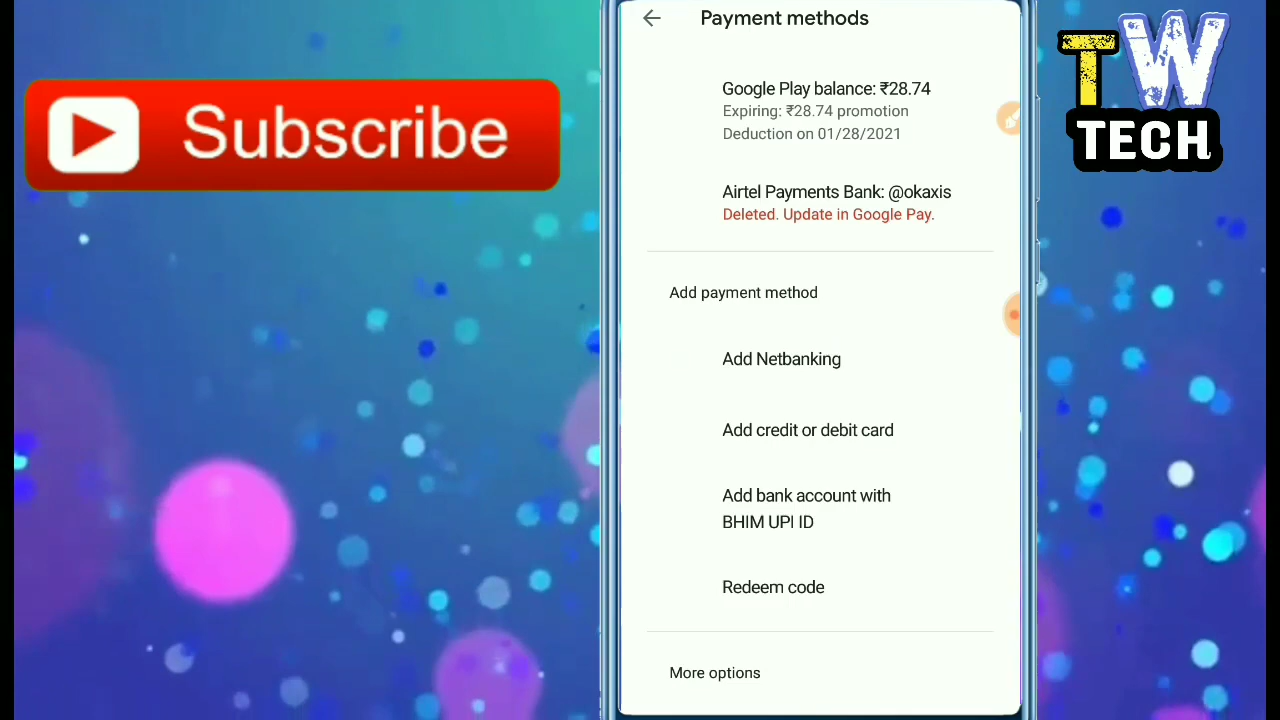 Subscribe
Payment methods
Google Play balance: ₹28.74
Expiring: ₹28.74 promotion
Deduction on 01/28/2021
Airtel Payments Bank: @okaxis
Deleted. Update in Google Pay.
Add payment method
Add Netbanking
Add credit or debit card
Add bank account with
BHIM UPI ID
Redeem code
More options
TW
TECH